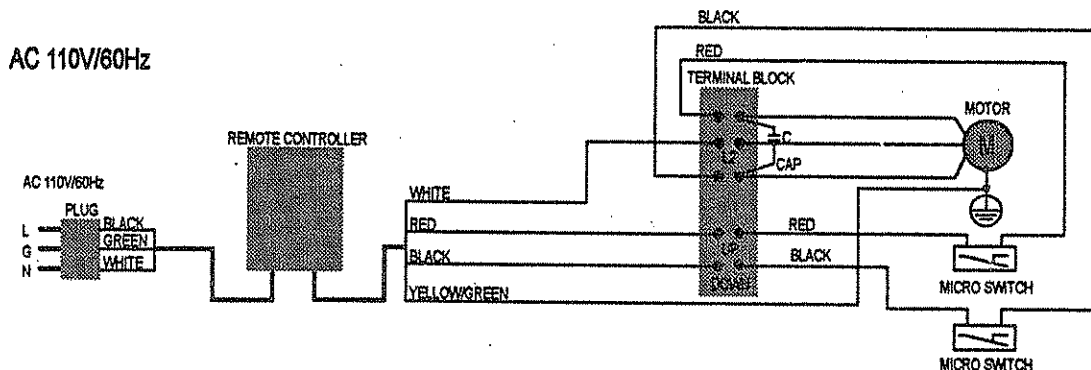 AC 110V/60Hz
BLACK
RED
TERMINAL BLOCK
MOTOR
M
C
L2
CAP
REMOTE CONTROLLER
AC 110V/60Hz
PLUG
L
G
N
BLACK
GREEN
WHITE
WHITE
RED
BLACK
YELLOW/GREEN
UP
DOWN
RED
BLACK
MICRO SWITCH
MICRO SWITCH